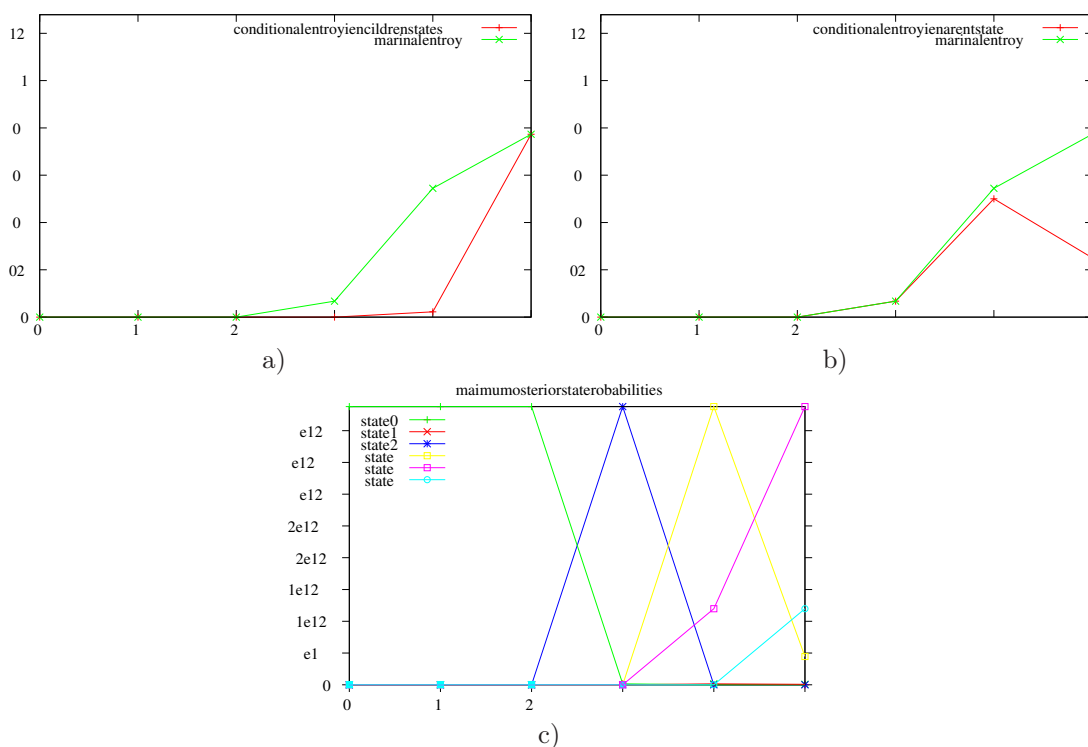 conditionalentroyiencildrenstates
marinalentroy
12
1
0
0
0
02
0
0 1 2
a)
conditionalentroyienarentstate
marinalentroy
12
1
0
0
0
02
0
0 1 2
b)
maimumosteriorstaterobabilities
state0
state1
state2
state
state
state
e12
e12
e12
2e12
2e12
1e12
1e12
e1
0
0 1 2
c)